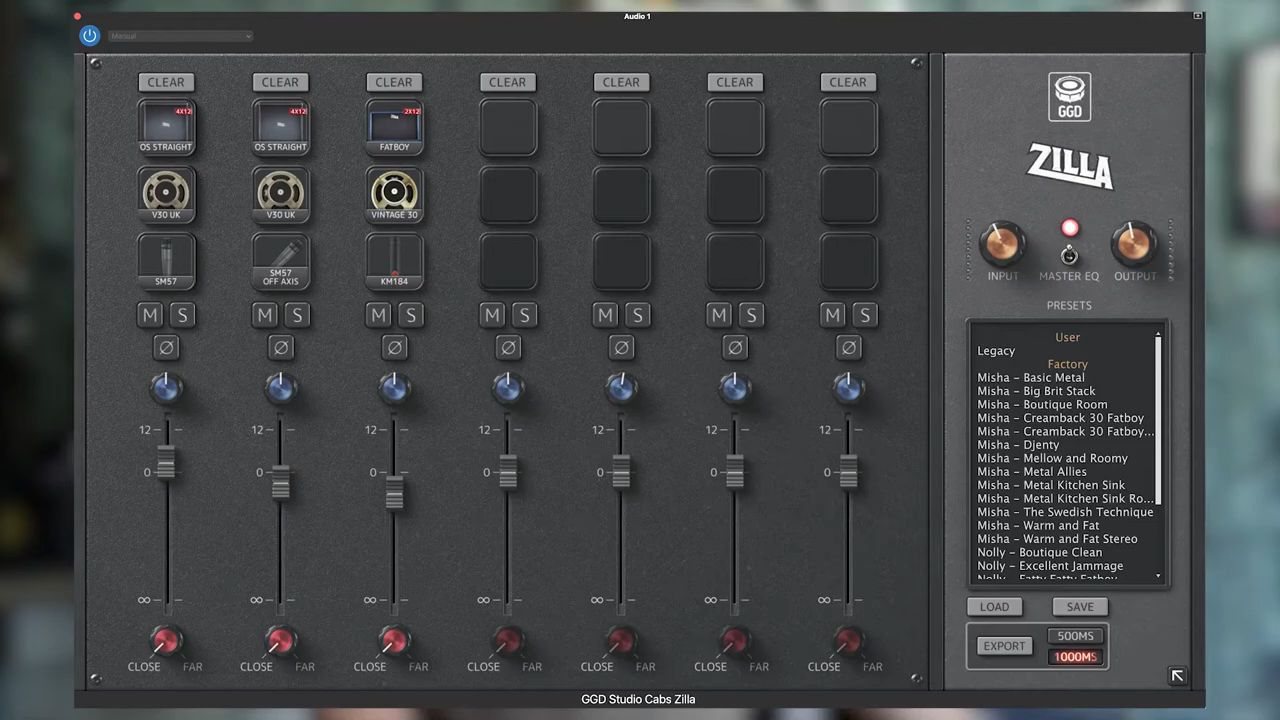 Audio 1
Manual
CLEAR CLEAR CLEAR CLEAR CLEAR CLEAR CLEAR
4X12 4X12 2X12
OS STRAIGHT OS STRAIGHT FATBOY
V30 UK V30 UK VINTAGE 30
SM57 SM57 OFF AXIS KM184
M S M S M S M S M S M S M S
Ø Ø Ø Ø Ø Ø Ø
12 12 12 12 12 12 12
0 0 0 0 0 0 0
∞ ∞ ∞ ∞ ∞ ∞ ∞
CLOSE FAR CLOSE FAR CLOSE FAR CLOSE FAR CLOSE FAR CLOSE FAR CLOSE FAR
GGD
ZILLA
INPUT MASTER EQ OUTPUT
PRESETS
User
Legacy
Factory
Misha – Basic Metal
Misha – Big Brit Stack
Misha – Boutique Room
Misha – Creamback 30 Fatboy
Misha – Creamback 30 Fatboy...
Misha – Djenty
Misha – Mellow and Roomy
Misha – Metal Allies
Misha – Metal Kitchen Sink
Misha – Metal Kitchen Sink Ro...
Misha – The Swedish Technique
Misha – Warm and Fat
Misha – Warm and Fat Stereo
Nolly – Boutique Clean
Nolly – Excellent Jammage
Nolly – Fatty Fatty Fatboy
LOAD SAVE
EXPORT 500MS
1000MS
GGD Studio Cabs Zilla